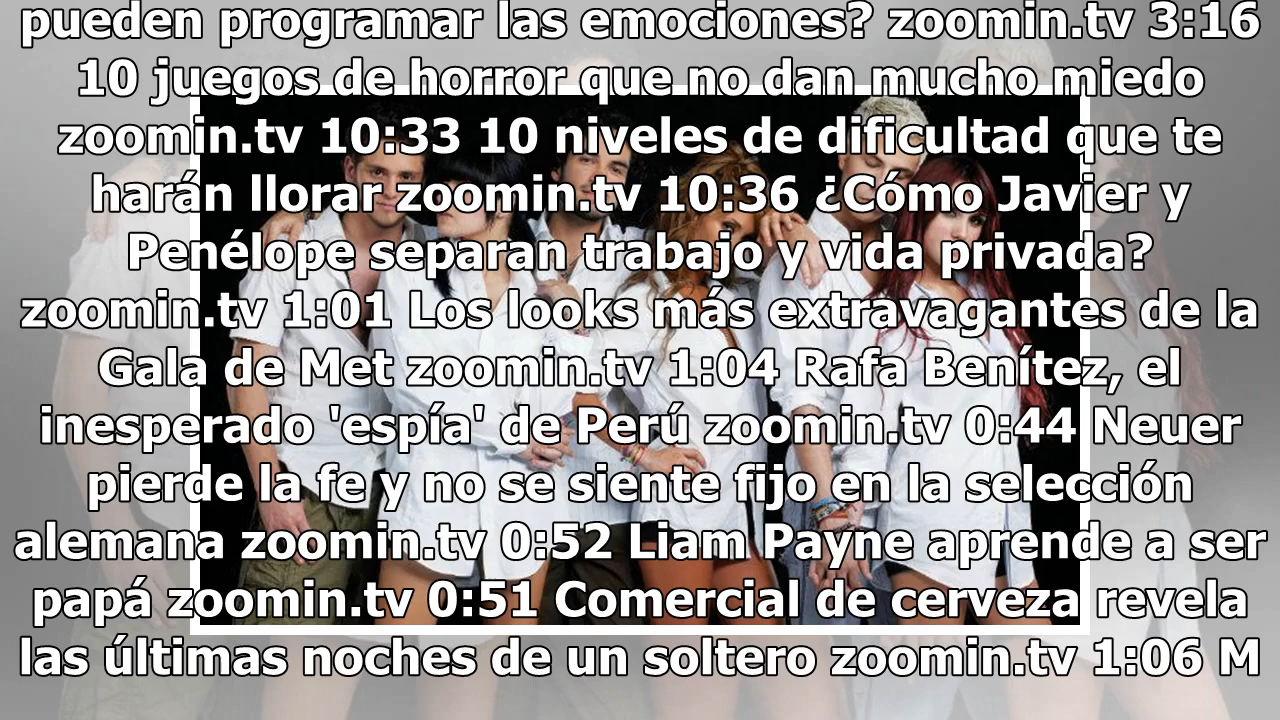 pueden programar las emociones? zoomin.tv 3:16
10 juegos de horror que no dan mucho miedo
zoomin.tv 10:33 10 niveles de dificultad que te
harán llorar zoomin.tv 10:36 ¿Cómo Javier y
Penélope separan trabajo y vida privada?
zoomin.tv 1:01 Los looks más extravagantes de la
Gala de Met zoomin.tv 1:04 Rafa Benítez, el
inesperado 'espía' de Perú zoomin.tv 0:44 Neuer
pierde la fe y no se siente fijo en la selección
alemana zoomin.tv 0:52 Liam Payne aprende a ser
papá zoomin.tv 0:51 Comercial de cerveza revela
las últimas noches de un soltero zoomin.tv 1:06 M